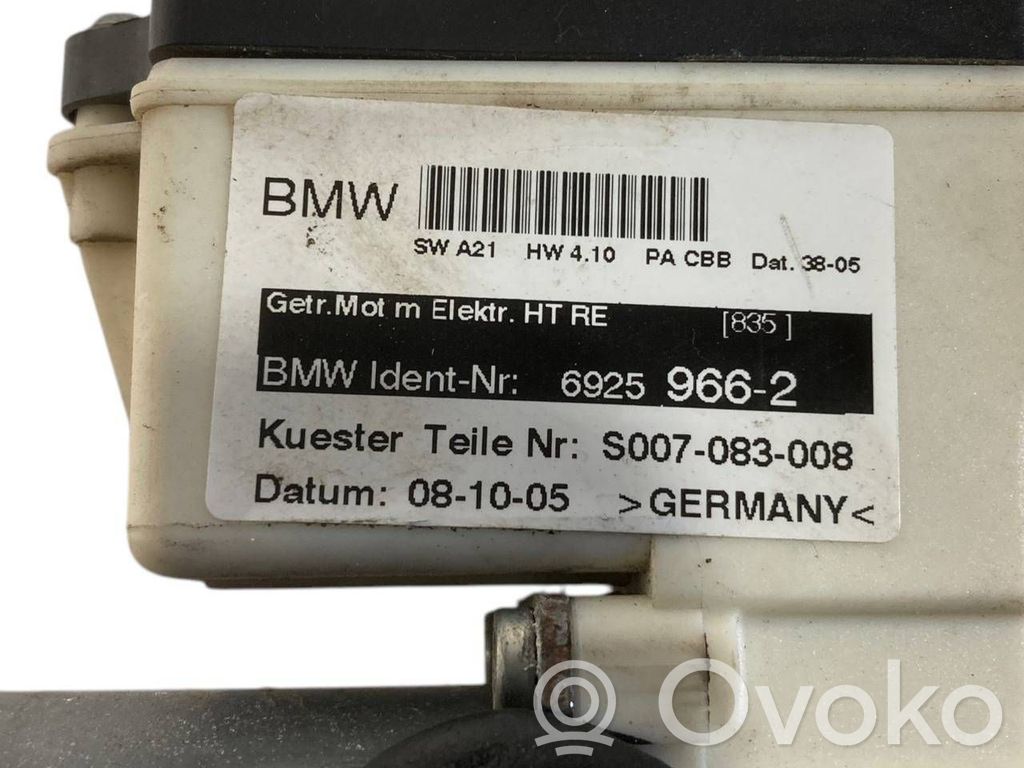 BMW
SW A21 HW 4.10 PA CBB Dat. 38-05
Getr.Mot m Elektr. HT RE [835]
BMW Ident-Nr: 6925 966-2
Kuester Teile Nr: S007-083-008
Datum: 08-10-05 >GERMANY<
Ovoko